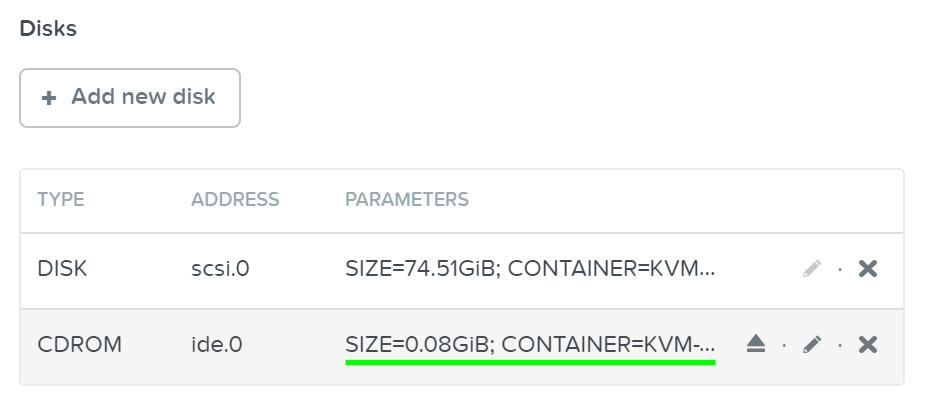 Disks
+ Add new disk
TYPE ADDRESS PARAMETERS
DISK scsi.0 SIZE=74.51GiB; CONTAINER=KVM...
CDROM ide.0 SIZE=0.08GiB; CONTAINER=KVM-...